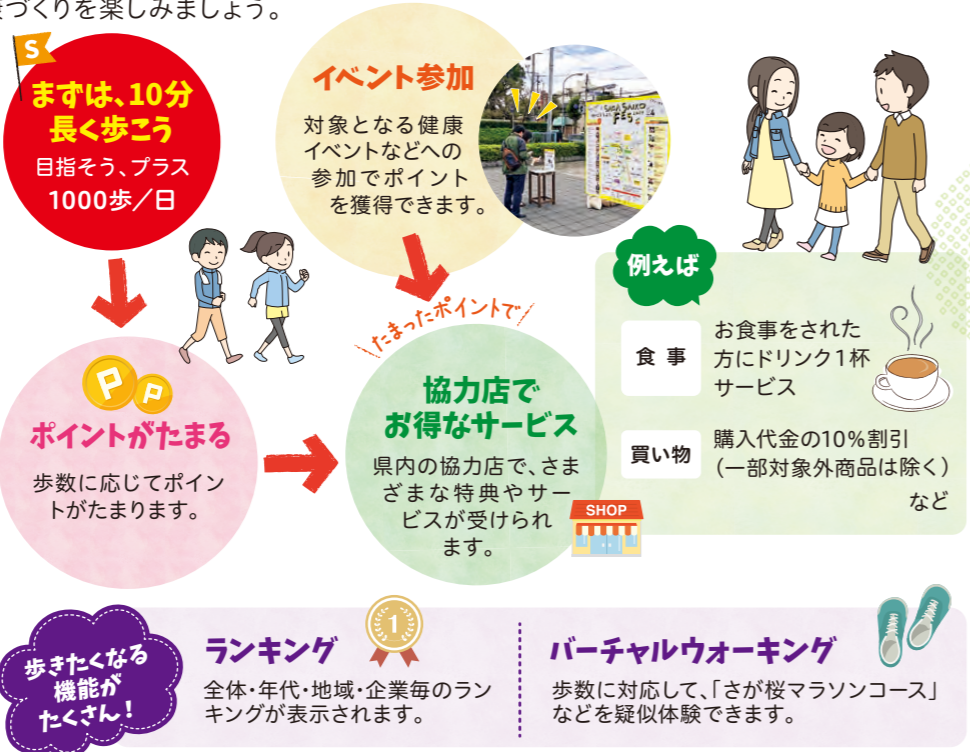 づくりを楽しみましょう。
S
まずは、10分
長く歩こう
目指そう、プラス
1000歩／日
イベント参加
対象となる健康
イベントなどへの
参加でポイント
を獲得できます。
P
P
ポイントがたまる
歩数に応じてポイン
トがたまります。
たまったポイントで
協力店で
お得なサービス
県内の協力店で、さま
ざまな特典やサー
ビスが受けられ
ます。
SHOP
例えば
食事
お食事をされた
方にドリンク1杯
サービス
買い物
購入代金の10%割引
（一部対象外商品は除く）
など
歩きたくなる
機能が
たくさん！
ランキング
1
全体・年代・地域・企業毎のラン
キングが表示されます。
バーチャルウォーキング
歩数に対応して、「さが桜マラソンコース」
などを疑似体験できます。